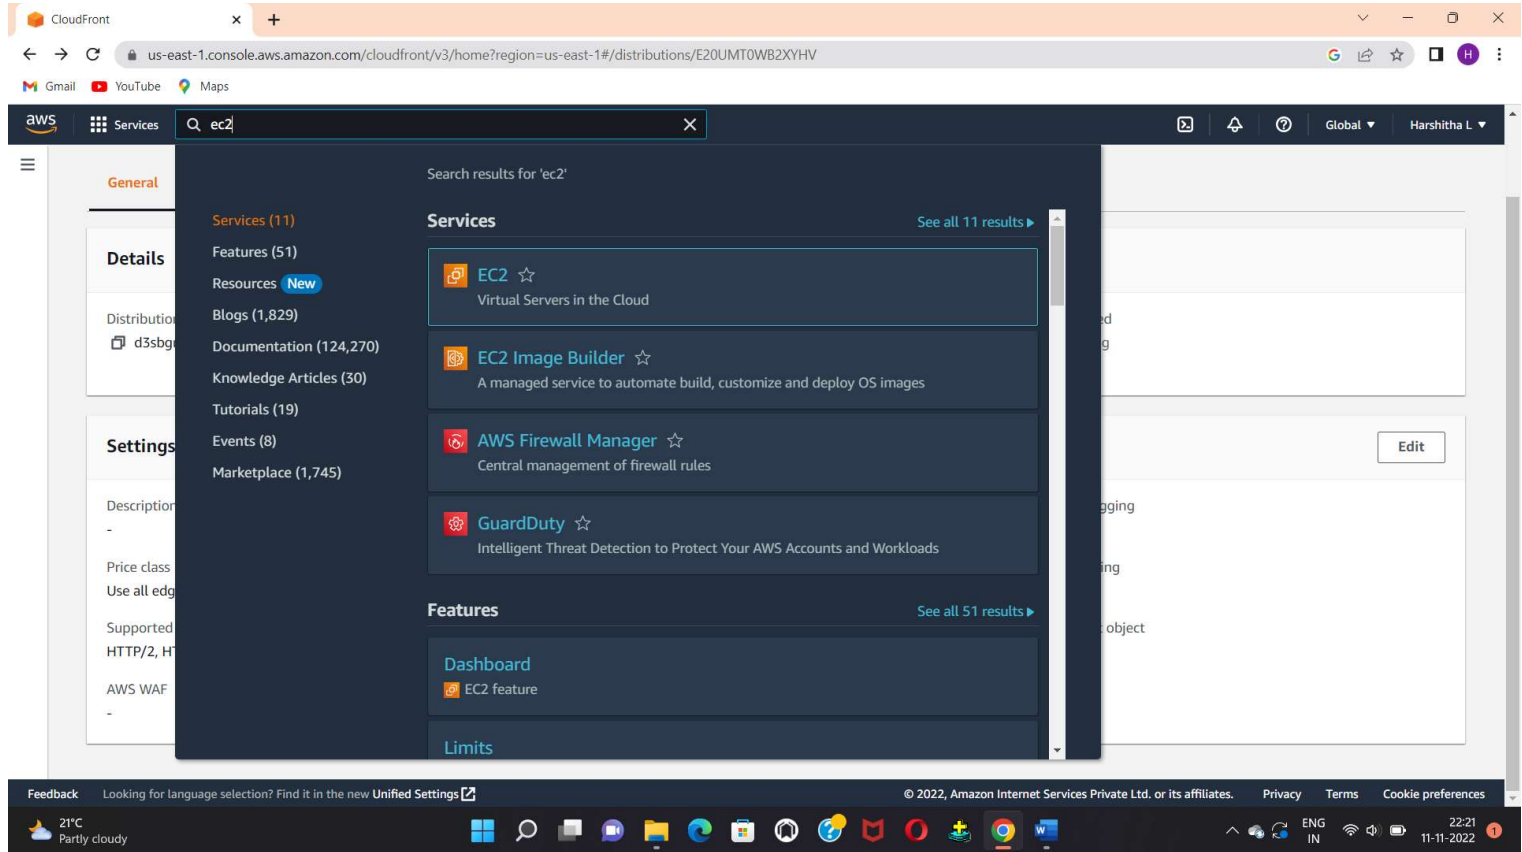 CloudFront
us-east-1.console.aws.amazon.com/cloudfront/v3/home?region=us-east-1#/distributions/E20UMT0WB2XYHV
G
H
Gmail YouTube Maps
aws Services ec2 Global Harshitha L
Search results for 'ec2'
General
Services (11)
Features (51)
Resources New
Blogs (1,829)
Documentation (124,270)
Knowledge Articles (30)
Tutorials (19)
Events (8)
Marketplace (1,745)
Services See all 11 results
EC2
Virtual Servers in the Cloud
EC2 Image Builder
A managed service to automate build, customize and deploy OS images
AWS Firewall Manager
Central management of firewall rules
GuardDuty
Intelligent Threat Detection to Protect Your AWS Accounts and Workloads
Features See all 51 results
Dashboard
EC2 feature
Limits
Details
Distribution
d3sbg
ed
g
Settings
Edit
Description
-
gging
Price class
Use all edg
ing
Supported
HTTP/2, HT
object
AWS WAF
-
Feedback Looking for language selection? Find it in the new Unified Settings © 2022, Amazon Internet Services Private Ltd. or its affiliates. Privacy Terms Cookie preferences
21°C
Partly cloudy
ENG
IN
22:21
11-11-2022
1